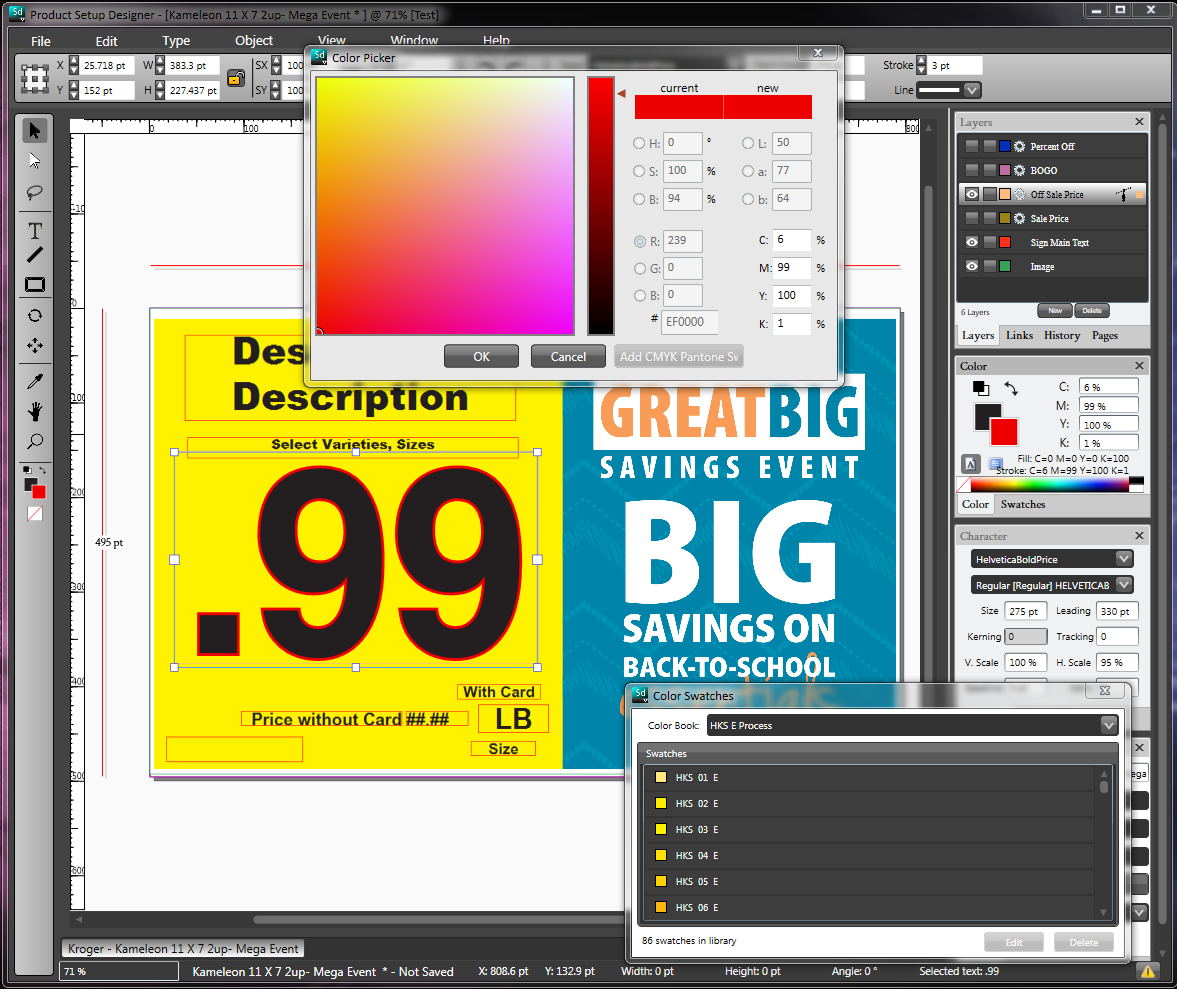 Product Setup Designer - [Kameleon 11 X 7 2up- Mega Event * ] @ 71% [Test]
File Edit Type Object View Window Help
X 25.718 pt W 383.3 pt SX 100
Y 152 pt H 227.437 pt SY 100
Stroke 3 pt
Line
Color Picker
current new
H: 0 ° L: 50
S: 100 % a: 77
B: 94 % b: 64
R: 239 C: 6 %
G: 0 M: 99 %
B: 0 Y: 100 %
# EF0000 K: 1 %
OK Cancel Add CMYK Pantone Sv
0 100 800
Layers
Percent Off
BOGO
Off Sale Price
Sale Price
Sign Main Text
Image
6 Layers New Delete
Layers Links History Pages
Color
C: 6 %
M: 99 %
Y: 100 %
K: 1 %
Fill: C=0 M=0 Y=0 K=100
Stroke: C=6 M=99 Y=100 K=1
Color Swatches
Character
HelveticaBoldPrice
Regular [Regular] HELVETICAB
Size 275 pt Leading 330 pt
Kerning 0 Tracking 0
V. Scale 100 % H. Scale 95 %
495 pt
Des
Description
Select Varieties, Sizes
.99
With Card
Price without Card ##.##
LB
Size
GREATBIG
SAVINGS EVENT
BIG
SAVINGS ON
BACK-TO-SCHOOL
Color Swatches
Color Book: HKS E Process
Swatches
HKS 01 E
HKS 02 E
HKS 03 E
HKS 04 E
HKS 05 E
HKS 06 E
86 swatches in library Edit Delete
Kroger - Kameleon 11 X 7 2up- Mega Event
71 % Kameleon 11 X 7 2up- Mega Event * - Not Saved X: 808.6 pt Y: 132.9 pt Width: 0 pt Height: 0 pt Angle: 0 ° Selected text: .99